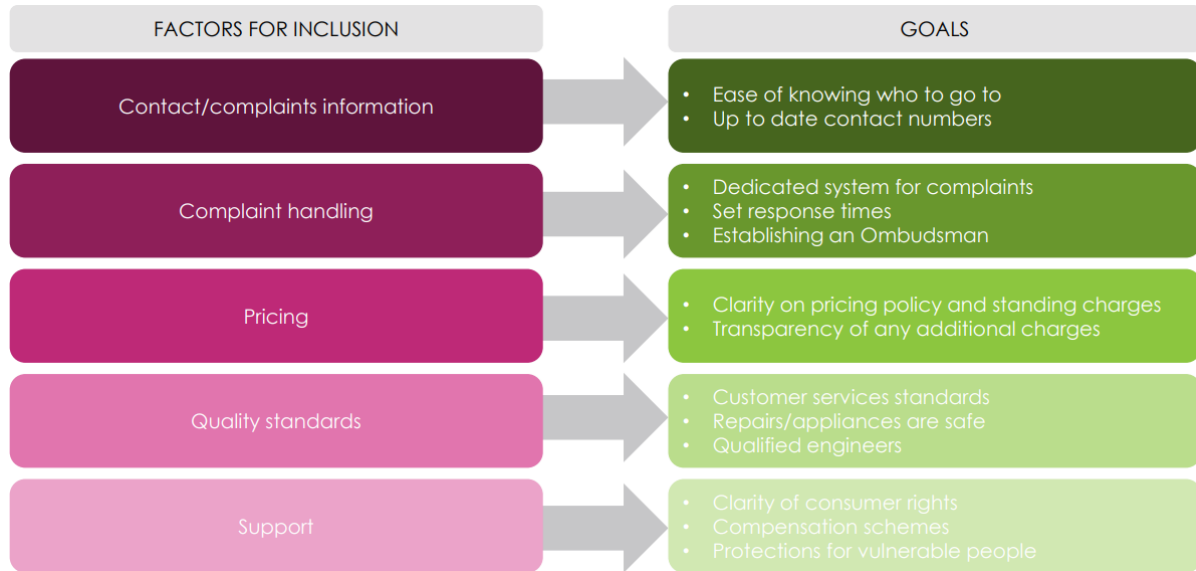 FACTORS FOR INCLUSION
GOALS
Contact/complaints information
• Ease of knowing who to go to
• Up to date contact numbers
Complaint handling
• Dedicated system for complaints
• Set response times
• Establishing an Ombudsman
Pricing
• Clarity on pricing policy and standing charges
• Transparency of any additional charges
Quality standards
• Customer services standards
• Repairs/appliances are safe
• Qualified engineers
Support
• Clarity of consumer rights
• Compensation schemes
• Protections for vulnerable people